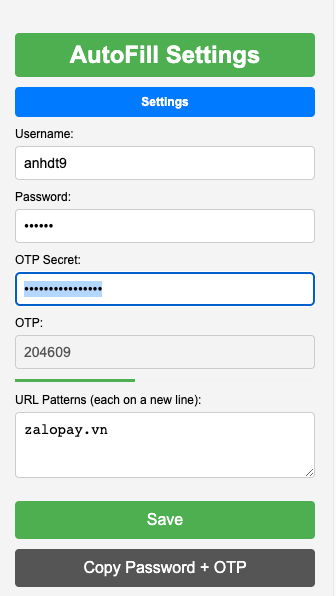 AutoFill Settings
Settings
Username:
anhdt9
Password:
••••••
OTP Secret:
••••••••••••••••
OTP:
204609
URL Patterns (each on a new line):
zalopay.vn
Save
Copy Password + OTP